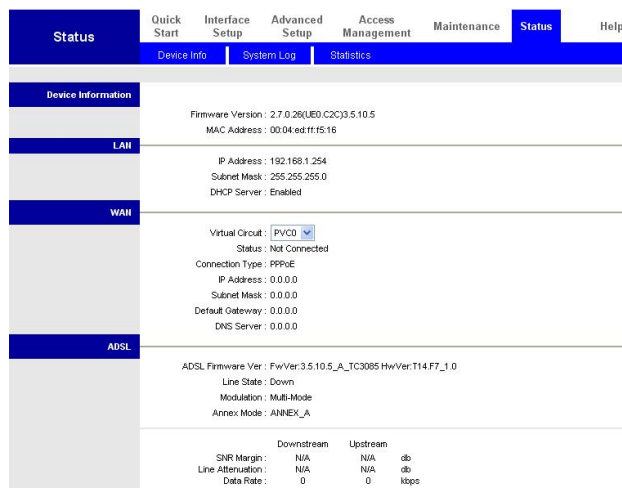 Status
Quick Start
Interface Setup
Advanced Setup
Access Management
Maintenance
Status
Help
Device Info
System Log
Statistics
Device Information
Firmware Version : 2.7.0.26(UE0.C2C)3.5.10.5
MAC Address : 00:04:ed:ff:f5:16
LAN
IP Address : 192.168.1.254
Subnet Mask : 255.255.255.0
DHCP Server : Enabled
WAN
Virtual Circuit : PVC0
Status : Not Connected
Connection Type : PPPoE
IP Address : 0.0.0.0
Subnet Mask : 0.0.0.0
Default Gateway : 0.0.0.0
DNS Server : 0.0.0.0
ADSL
ADSL Firmware Ver : FwVer:3.5.10.5_A_TC3085 HwVer:T14.F7_1.0
Line State : Down
Modulation : Multi-Mode
Annex Mode : ANNEX_A
Downstream Upstream
SNR Margin : N/A N/A db
Line Attenuation : N/A N/A db
Data Rate : 0 0 kbps